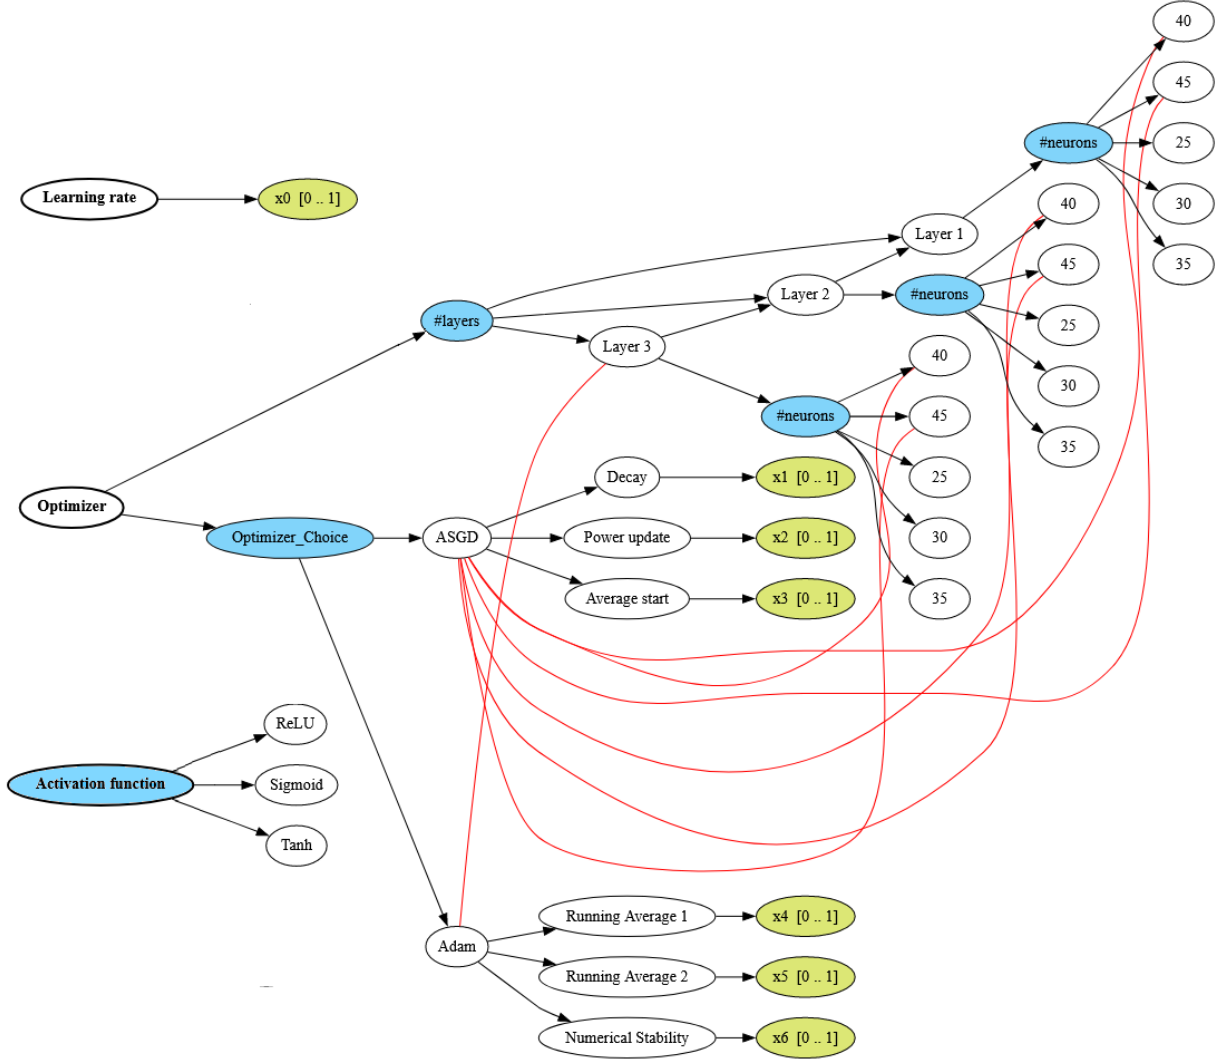 40
45
#neurons
25
Learning rate
x0 [0 .. 1]
40
30
Layer 1
45
35
Layer 2
#neurons
#layers
25
Layer 3
40
30
#neurons
45
35
Decay
x1 [0 .. 1]
25
Optimizer
Optimizer_Choice
ASGD
Power update
x2 [0 .. 1]
30
Average start
x3 [0 .. 1]
35
ReLU
Activation function
Sigmoid
Tanh
Running Average 1
x4 [0 .. 1]
Adam
Running Average 2
x5 [0 .. 1]
Numerical Stability
x6 [0 .. 1]